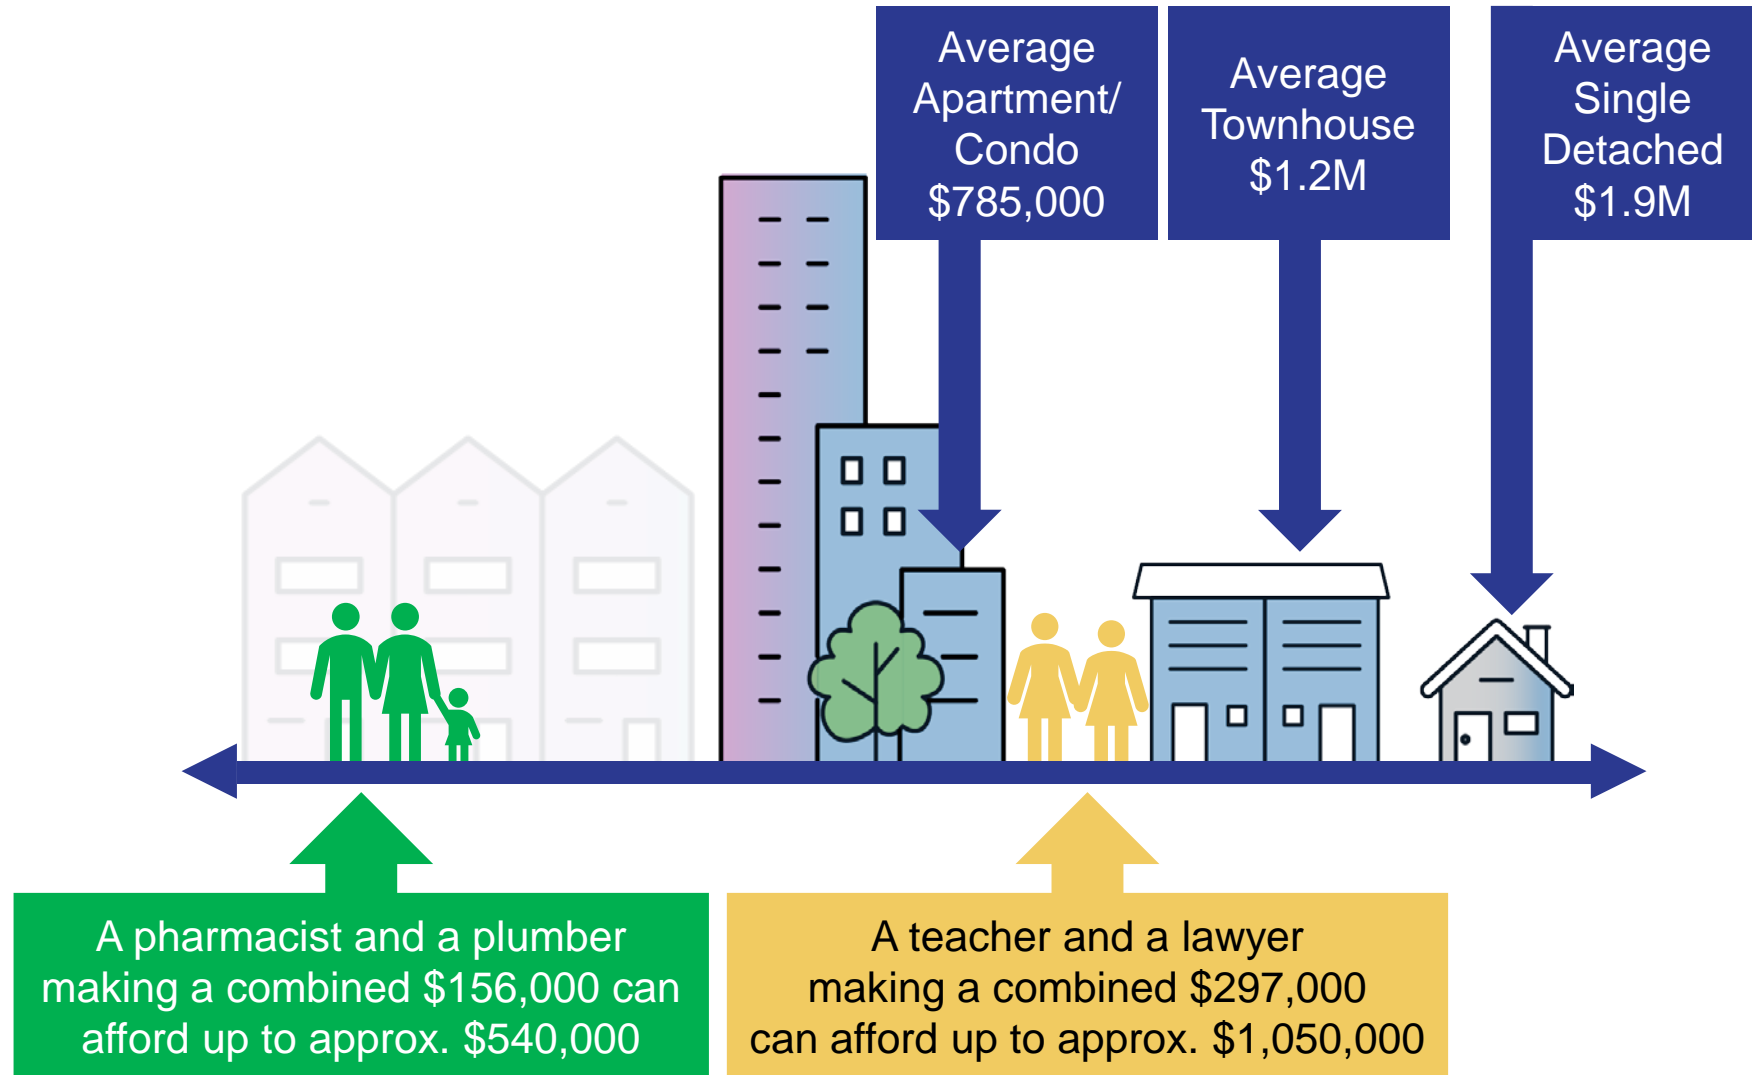 Average
Apartment/
Condo
$785,000
Average
Townhouse
$1.2M
Average
Single
Detached
$1.9M
A pharmacist and a plumber
making a combined $156,000 can
afford up to approx. $540,000
A teacher and a lawyer
making a combined $297,000
can afford up to approx. $1,050,000